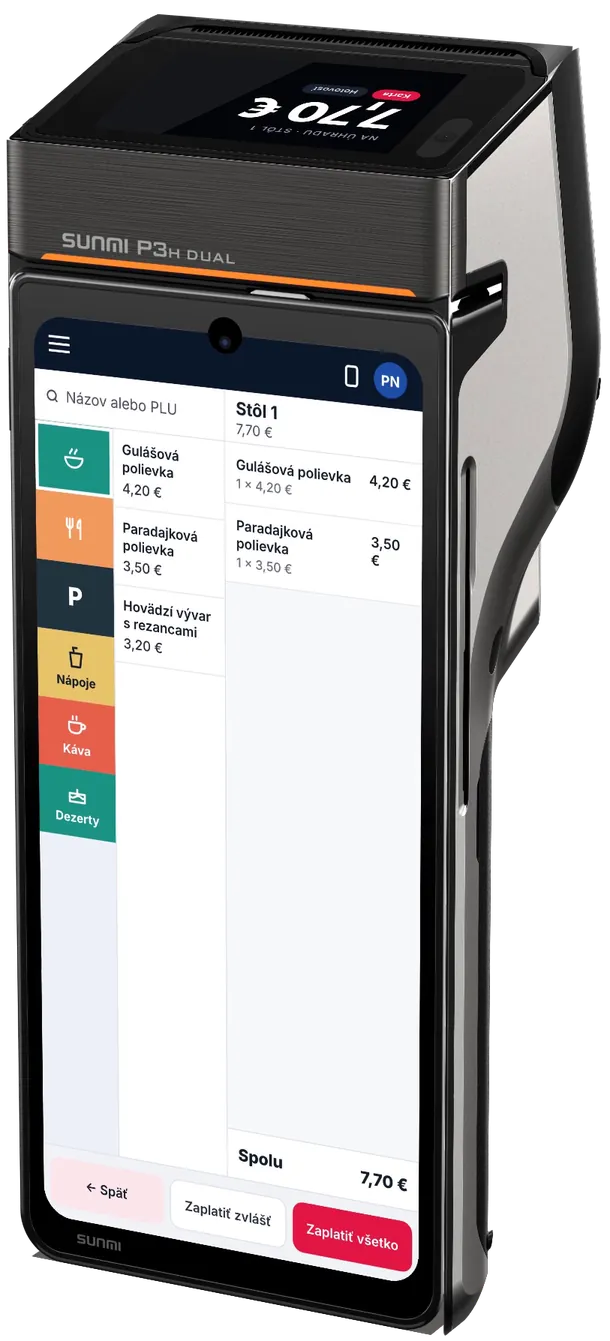 NA ÚHRADU · STÔL 1
7,70 €
Karta
Hotovosť
SUNMI P3H DUAL
PN
Názov alebo PLU
Stôl 1
7,70 €
Gulášová
polievka
4,20 €
Paradajková
polievka
3,50 €
Hovädzí vývar
s rezancami
3,20 €
P
Nápoje
Káva
Dezerty
Gulášová polievka 4,20 €
1 × 4,20 €
Paradajková
polievka
3,50
€
1 × 3,50 €
Spolu
7,70 €
← Späť
Zaplatiť zvlášť
Zaplatiť všetko
SUNMI